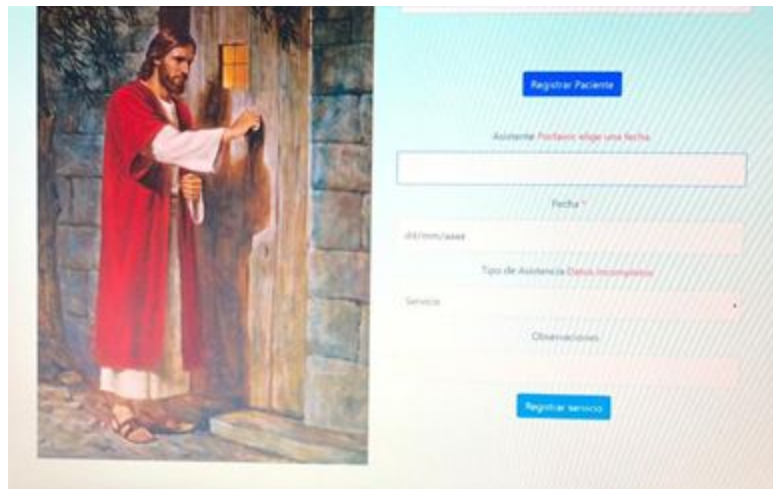 Registrar Paciente
Asistente Porfavor elige una fecha
Fecha *
dd/mm/aaaa
Tipo de Asistencia Datos incompletos
Servicio
Observaciones
Registrar servicio